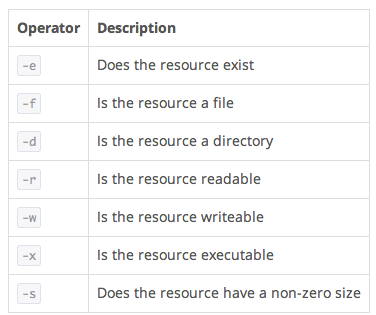 Operator Description
-e Does the resource exist
-f Is the resource a file
-d Is the resource a directory
-r Is the resource readable
-w Is the resource writeable
-x Is the resource executable
-s Does the resource have a non-zero size